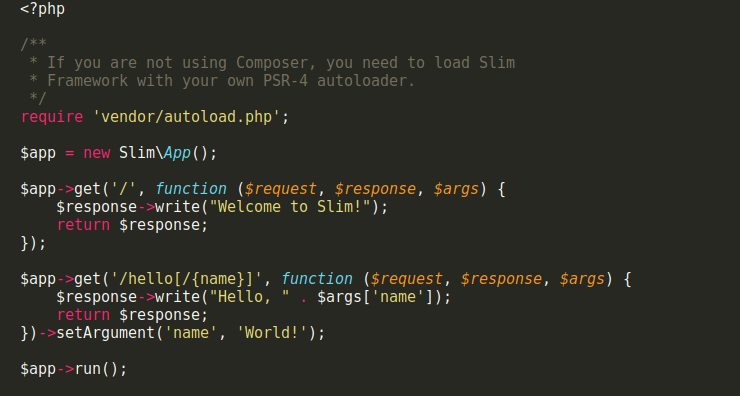 <?php

/**
 * If you are not using Composer, you need to load Slim
 * Framework with your own PSR-4 autoloader.
 */
require 'vendor/autoload.php';

$app = new Slim\App();

$app->get('/', function ($request, $response, $args) {
    $response->write("Welcome to Slim!");
    return $response;
});

$app->get('/hello[/{name}]', function ($request, $response, $args) {
    $response->write("Hello, " . $args['name']);
    return $response;
})->setArgument('name', 'World!');

$app->run();